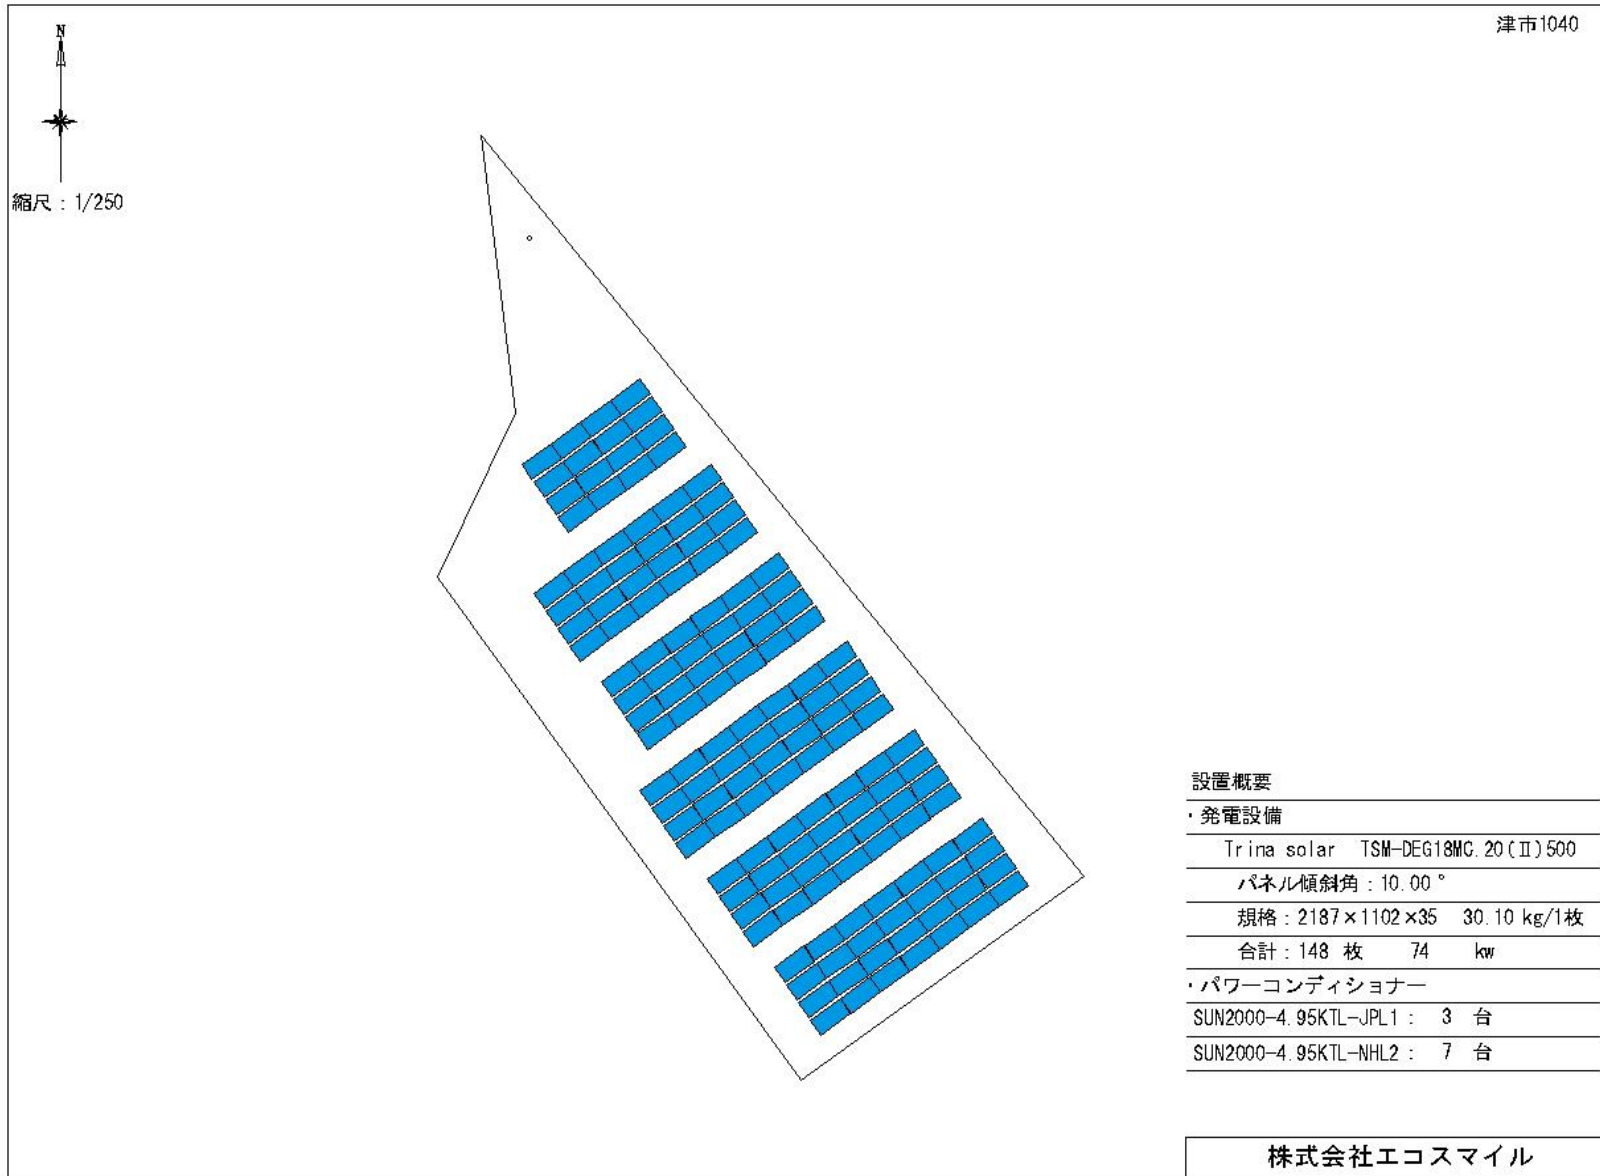 津市1040
N
縮尺：1/250
設置概要
・発電設備
Trina solar TSM-DEG18MC.20(Ⅱ)500
パネル傾斜角：10.00°
規格：2187×1102×35 30.10 kg/1枚
合計：148 枚 74 kw
・パワーコンディショナー
SUN2000-4.95KTL-JPL1： 3 台
SUN2000-4.95KTL-NHL2： 7 台
株式会社エコスマイル